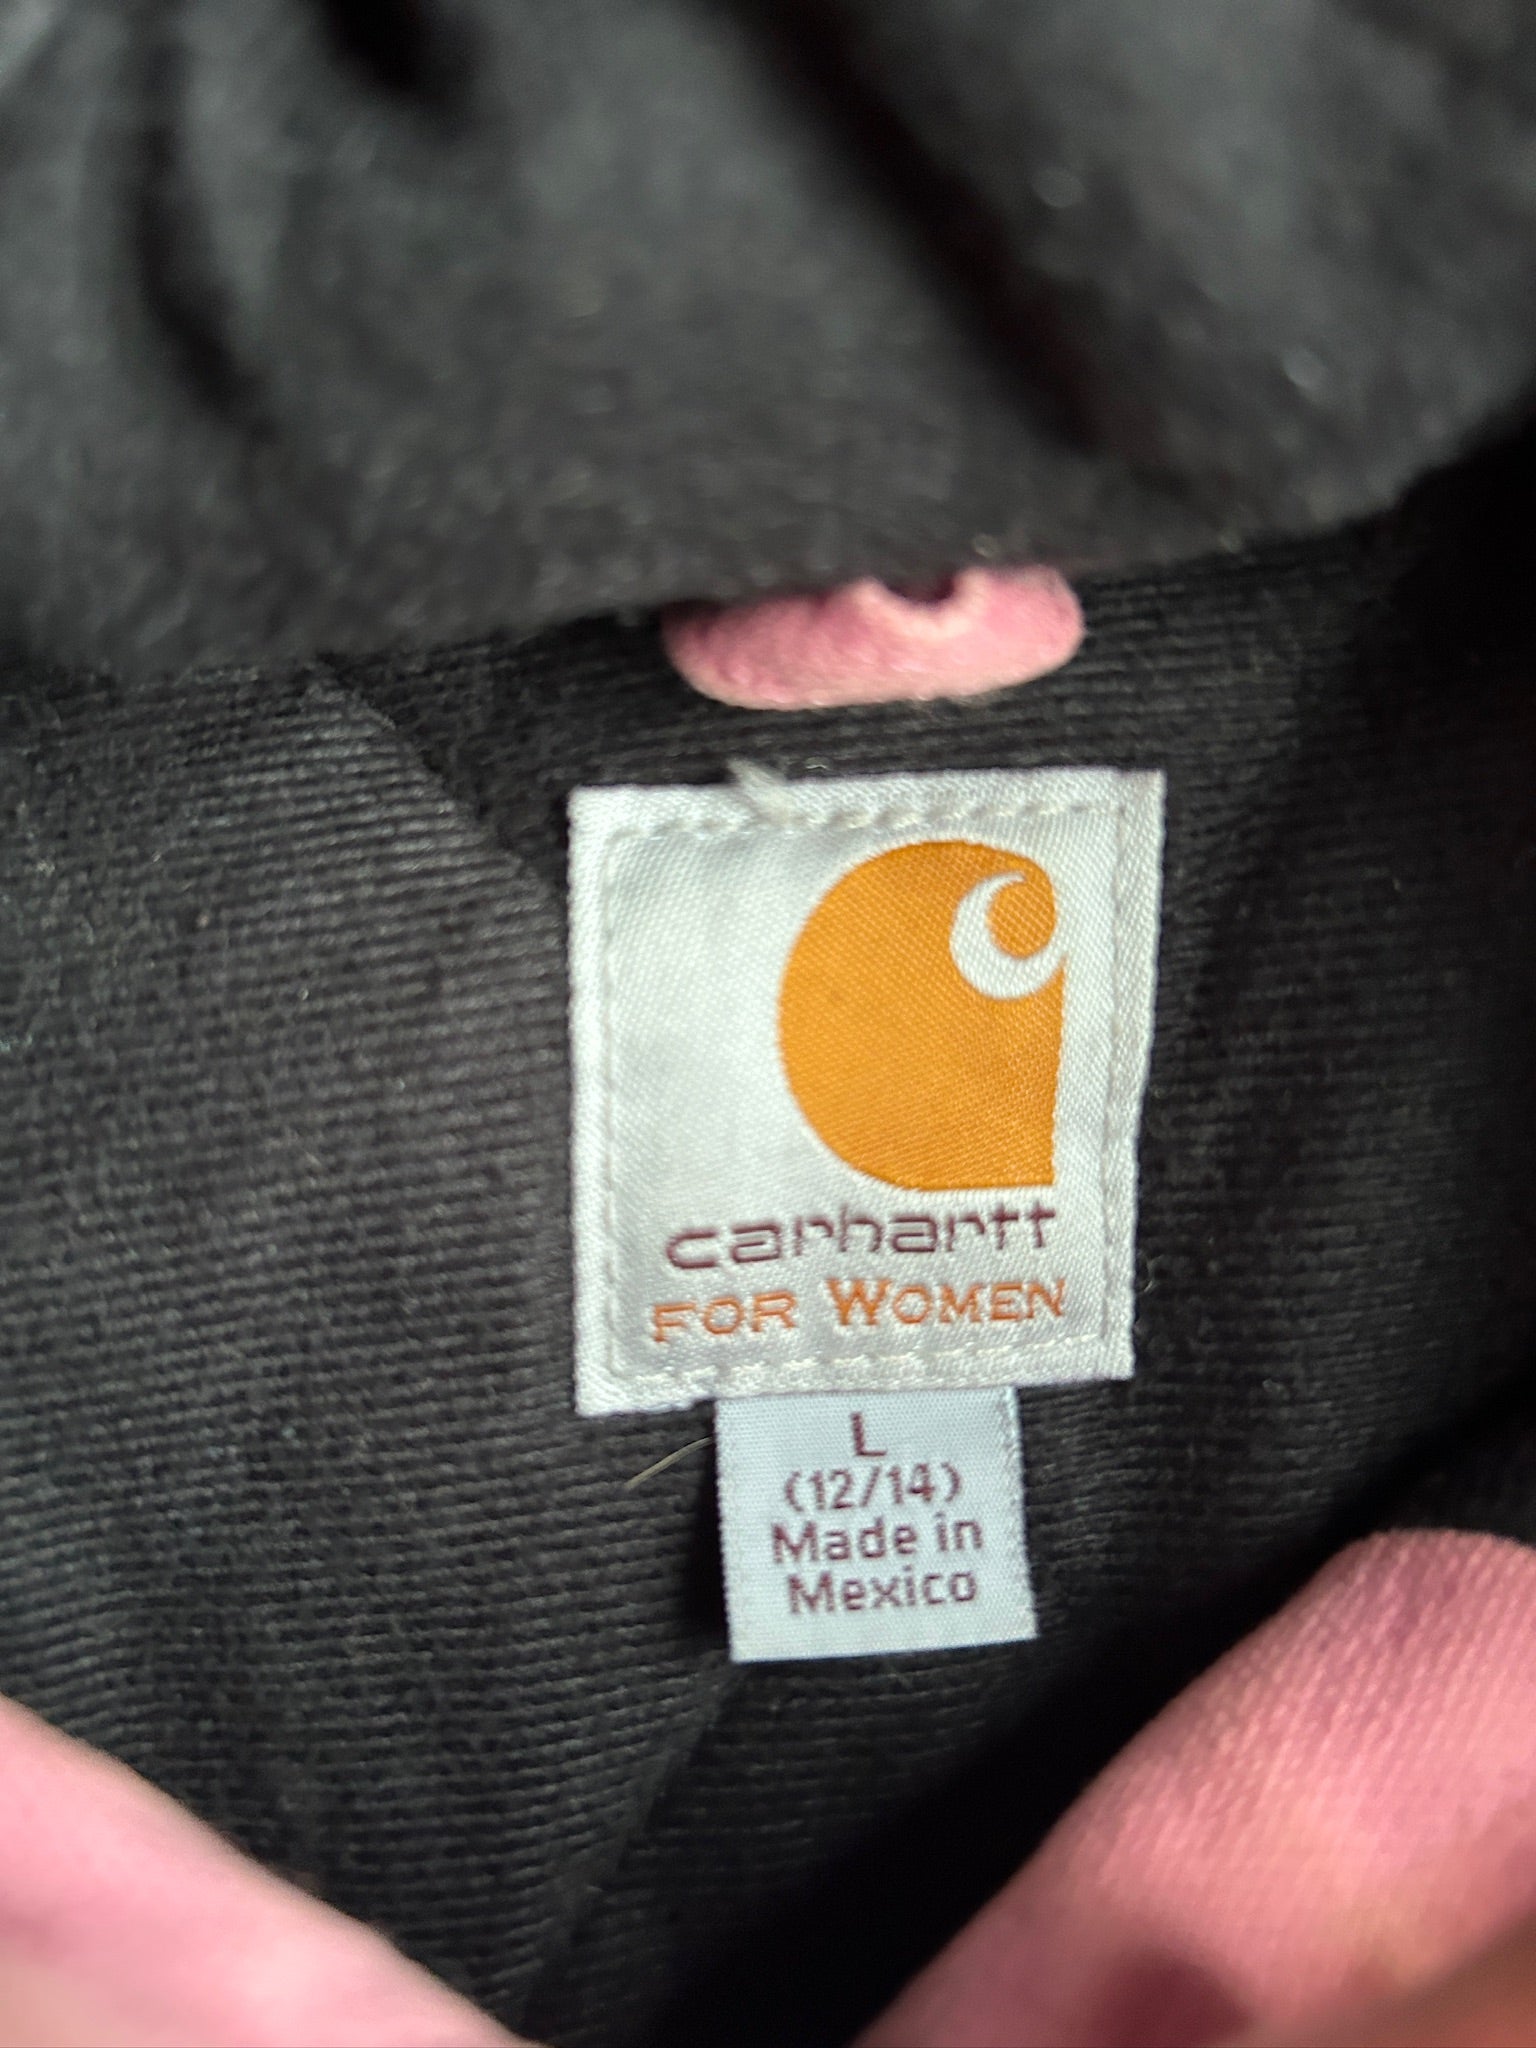 carhartt
FOR WOMEN
L
(12/14)
Made in
Mexico